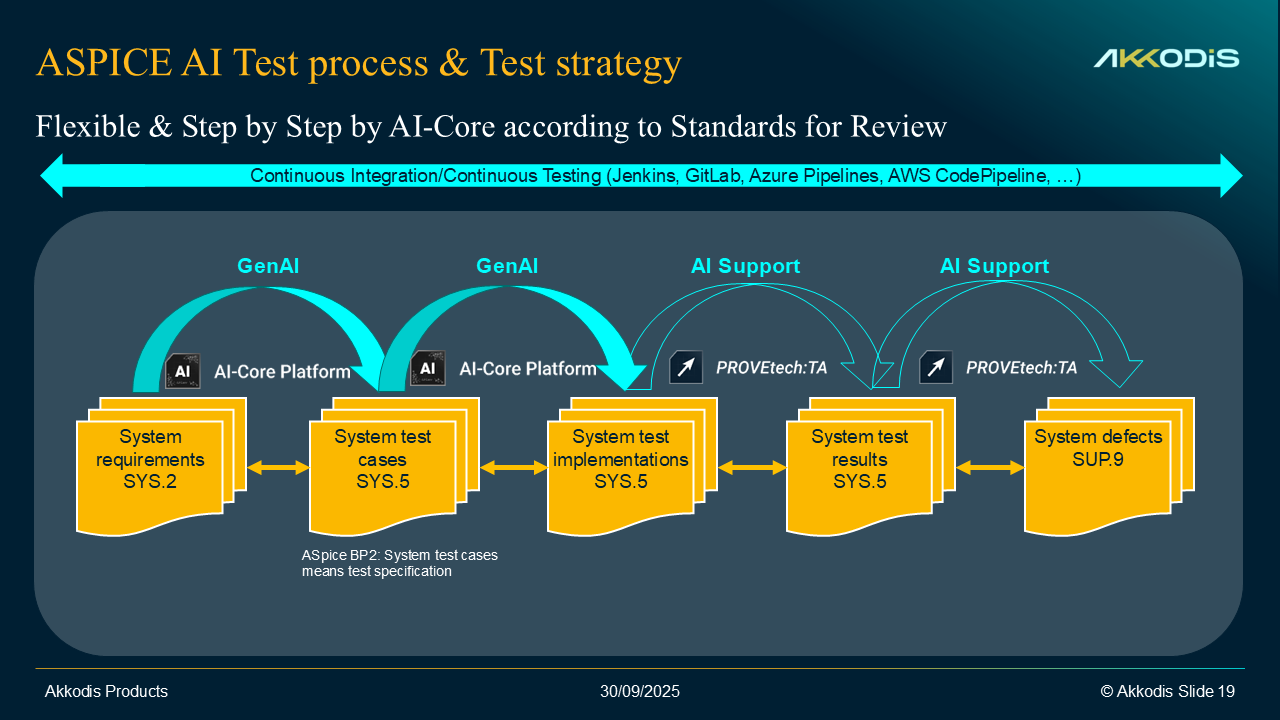 ASPICE AI Test process & Test strategy
AKKODIS
Flexible & Step by Step by AI-Core according to Standards for Review
Continuous Integration/Continuous Testing (Jenkins, GitLab, Azure Pipelines, AWS CodePipeline, …)
GenAI
GenAI
AI Support
AI Support
AI
AI-Core Platform
AI
AI-Core Platform
PROVEtech:TA
PROVEtech:TA
System
requirements
SYS.2
System test
cases
SYS.5
System test
implementations
SYS.5
System test
results
SYS.5
System defects
SUP.9
ASpice BP2: System test cases
means test specification
Akkodis Products
30/09/2025
© Akkodis Slide 19